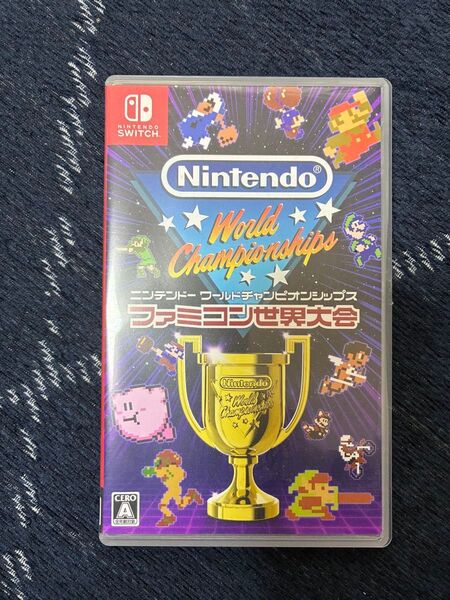 NINTENDO
SWITCH
Nintendo®
World
Championships
ニンテンドー ワールドチャンピオンシップス
ファミコン世界大会
Nintendo
World
Championships
CERO
A